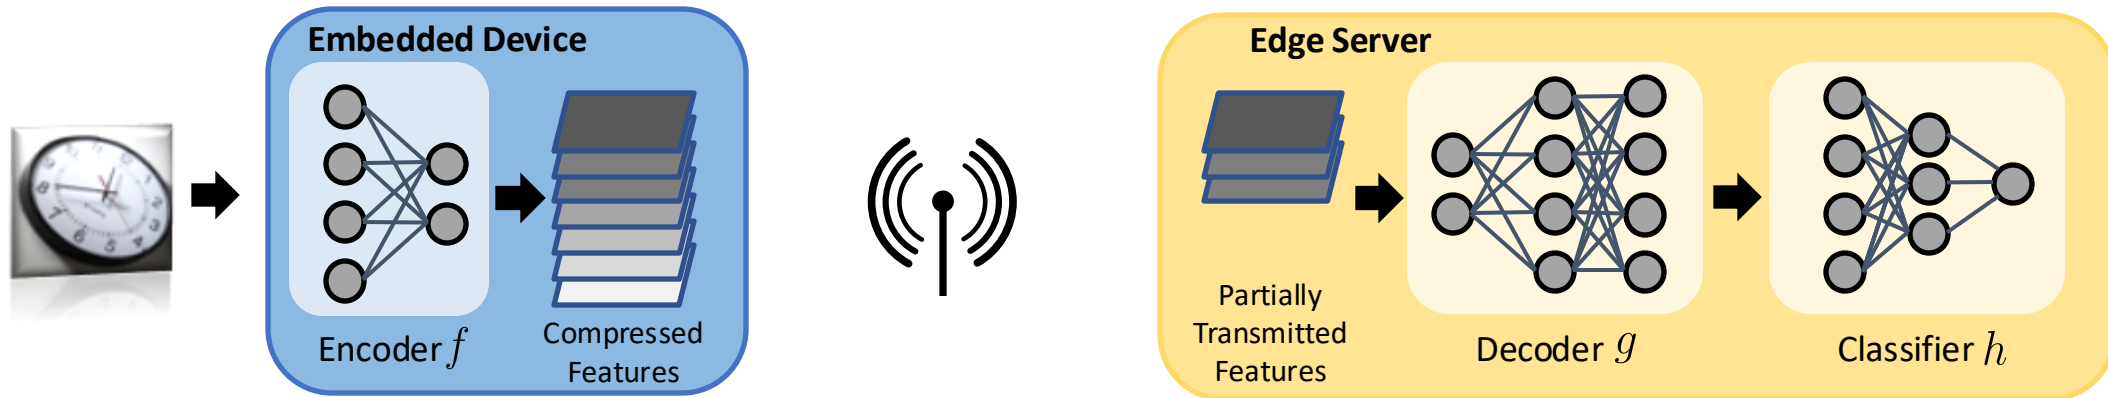 Embedded Device
Encoder f
Compressed
Features
Edge Server
Partially
Transmitted
Features
Decoder g
Classifier h